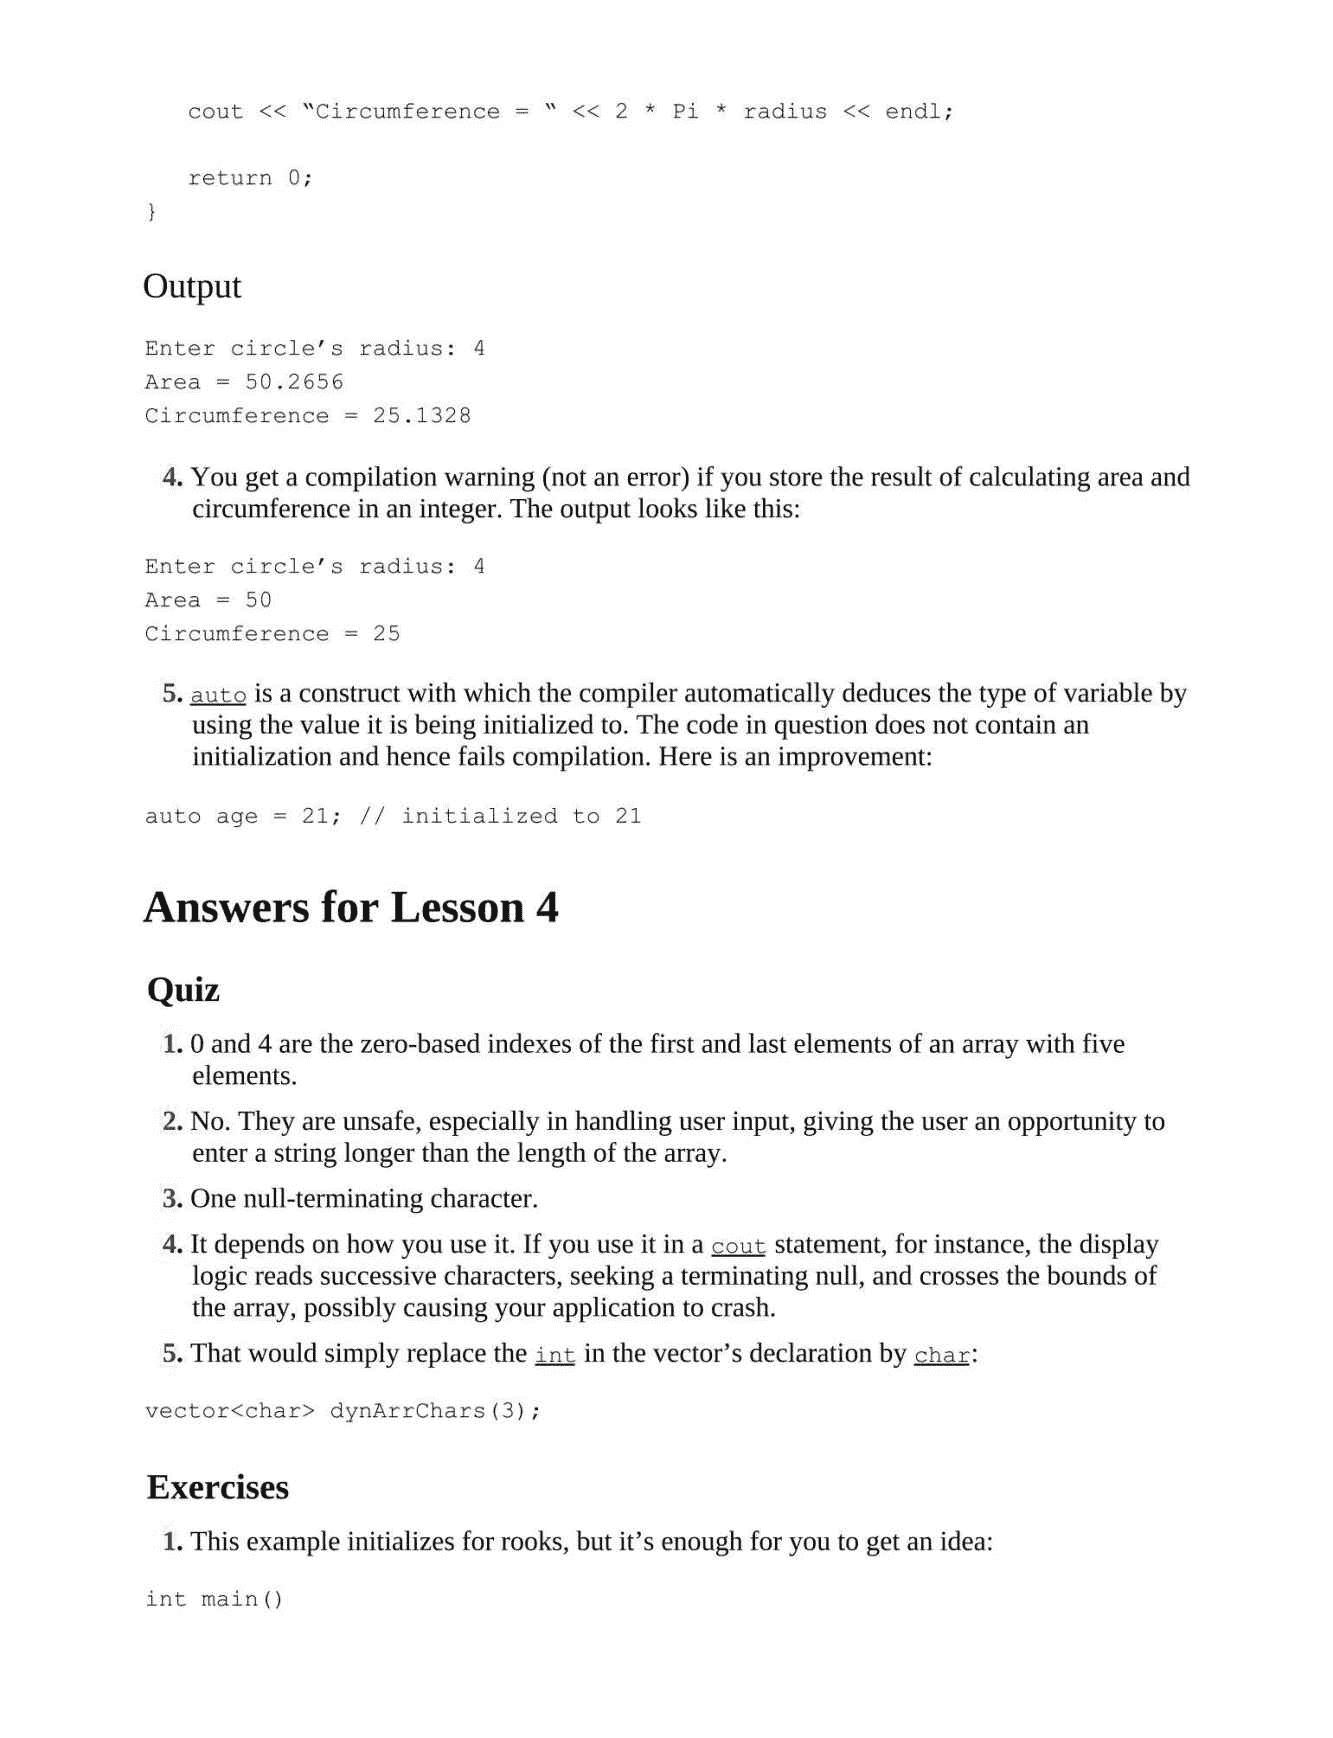 cout << “Circumference = “ << 2 * Pi * radius << endl;
return 0;
}
Output
Enter circle’s radius: 4
Area = 50.2656
Circumference = 25.1328
4. You get a compilation warning (not an error) if you store the result of calculating area and
circumference in an integer. The output looks like this:
Enter circle’s radius: 4
Area = 50
Circumference = 25
5. auto is a construct with which the compiler automatically deduces the type of variable by
using the value it is being initialized to. The code in question does not contain an
initialization and hence fails compilation. Here is an improvement:
auto age = 21; // initialized to 21
Answers for Lesson 4
Quiz
1. 0 and 4 are the zero-based indexes of the first and last elements of an array with five
elements.
2. No. They are unsafe, especially in handling user input, giving the user an opportunity to
enter a string longer than the length of the array.
3. One null-terminating character.
4. It depends on how you use it. If you use it in a cout statement, for instance, the display
logic reads successive characters, seeking a terminating null, and crosses the bounds of
the array, possibly causing your application to crash.
5. That would simply replace the int in the vector’s declaration by char:
vector<char> dynArrChars(3);
Exercises
1. This example initializes for rooks, but it’s enough for you to get an idea:
int main()